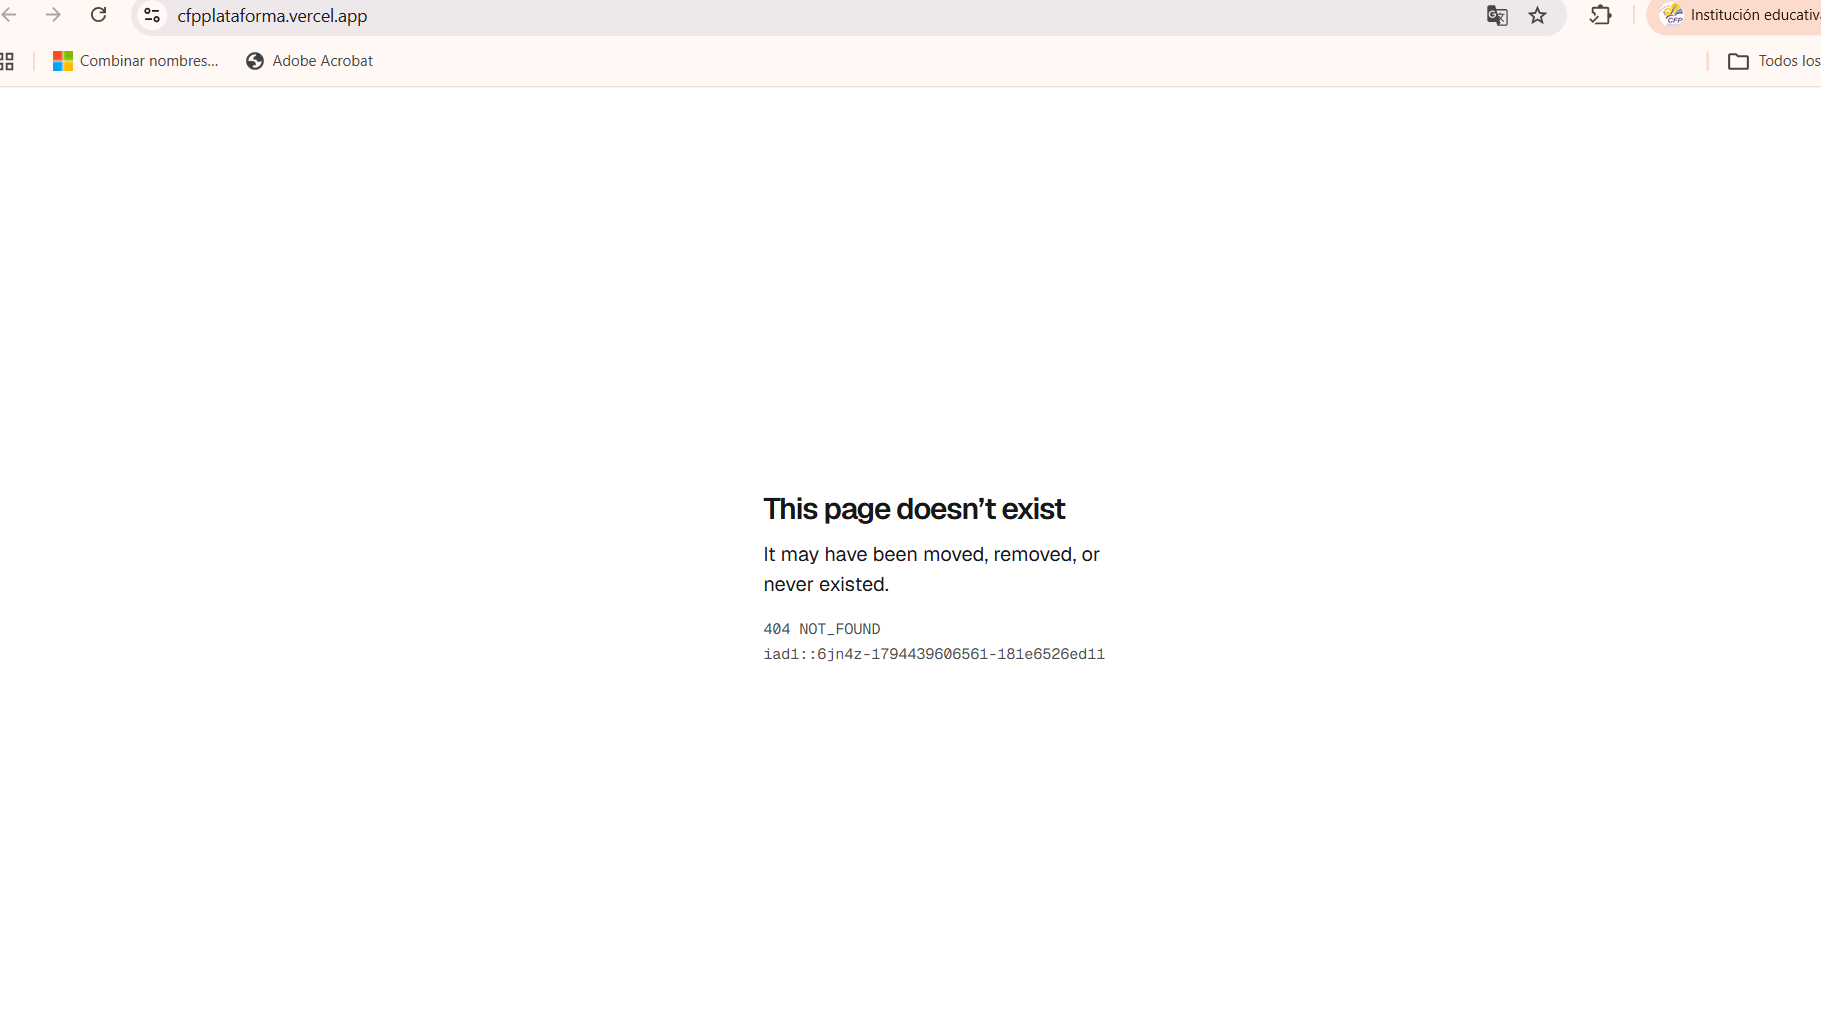 cfpplataforma.vercel.app
Institución educativ
Combinar nombres...
Adobe Acrobat
Todos los
This page doesn’t exist
It may have been moved, removed, or
never existed.
404 NOT_FOUND
iad1::6jn4z-1794439606561-181e6526ed11